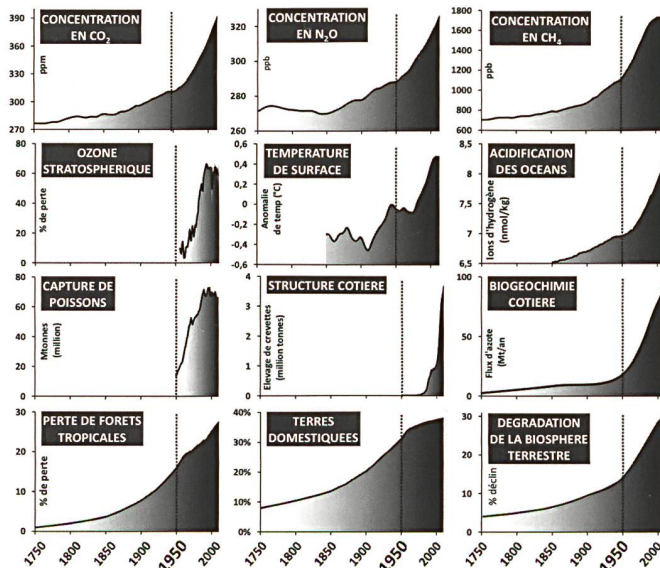 CONCENTRATION
EN CO₂
ppm
390
350
310
270
CONCENTRATION
EN N₂O
ppb
320
300
280
260
CONCENTRATION
EN CH₄
ppb
1800
1600
1400
1200
1000
800
600
OZONE
STRATOSPHERIQUE
% de perte
80
60
40
20
0
TEMPERATURE
DE SURFACE
Anomalie
de temp (°C)
0,6
0,4
0,2
0
-0,2
-0,4
-0,6
ACIDIFICATION
DES OCEANS
Ions d'hydrogène
(nmol/kg)
8,5
8
7,5
7
6,5
CAPTURE DE
POISSONS
Mtonnes
(million)
80
60
40
20
0
STRUCTURE COTIERE
Elevage de crevettes
(million tonnes)
4
3
2
1
0
BIOGEOCHIMIE
COTIERE
Flux d'azote
(Mt/an
100
50
0
PERTE DE FORETS
TROPICALES
% de perte
30
20
10
0
1750
1800
1850
1900
1950
2000
TERRES
DOMESTIQUEES
40%
30%
20%
10%
0%
1750
1800
1850
1900
1950
2000
DEGRADATION
DE LA BIOSPHERE
TERRESTRE
% déclin
30
20
10
0
1750
1800
1850
1900
1950
2000